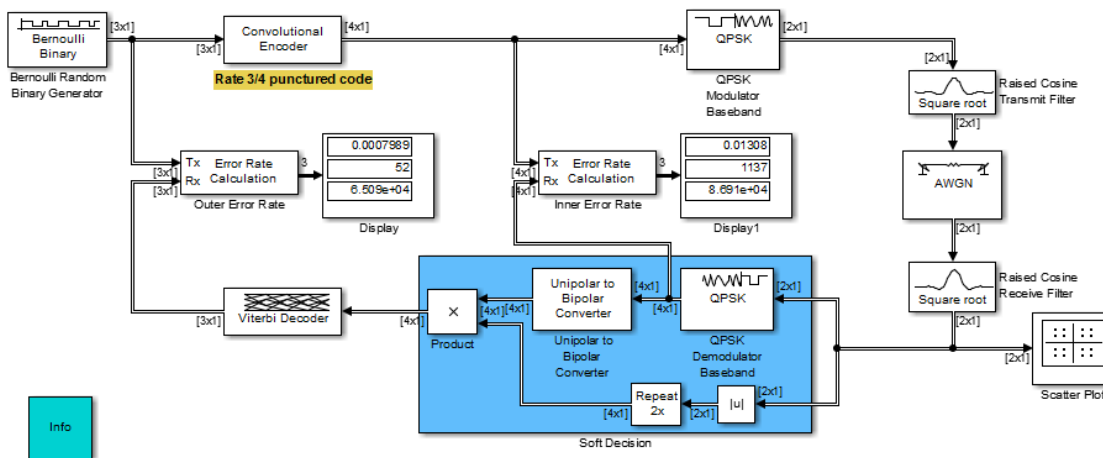 [3x1]
[4x1]
[2x1]
Bernoulli
Binary
[3x1]
Convolutional
Encoder
[4x1]
QPSK
[2x1]
Bernoulli Random
Binary Generator
Rate 3/4 punctured code
QPSK
Modulator
Baseband
Square root
Raised Cosine
Transmit Filter
[2x1]
Tx
Rx
[3x1]
[3x1]
Error Rate
Calculation
3
0.0007989
52
6.509e+04
Tx
Rx
[4x1]
[4x1]
Error Rate
Calculation
3
0.01308
1137
8.691e+04
AWGN
[2x1]
Outer Error Rate
Display
Inner Error Rate
Display1
Square root
Raised Cosine
Receive Filter
[2x1]
Viterbi Decoder
[3x1]
[4x1]
×
Product
[4x1]
[4x1]
Unipolar to
Bipolar
Converter
[4x1]
[4x1]
QPSK
[2x1]
Unipolar to
Bipolar
Converter
QPSK
Demodulator
Baseband
[2x1]
Scatter Plot
Repeat
2x
[4x1]
[2x1]
|u|
[2x1]
Soft Decision
Info